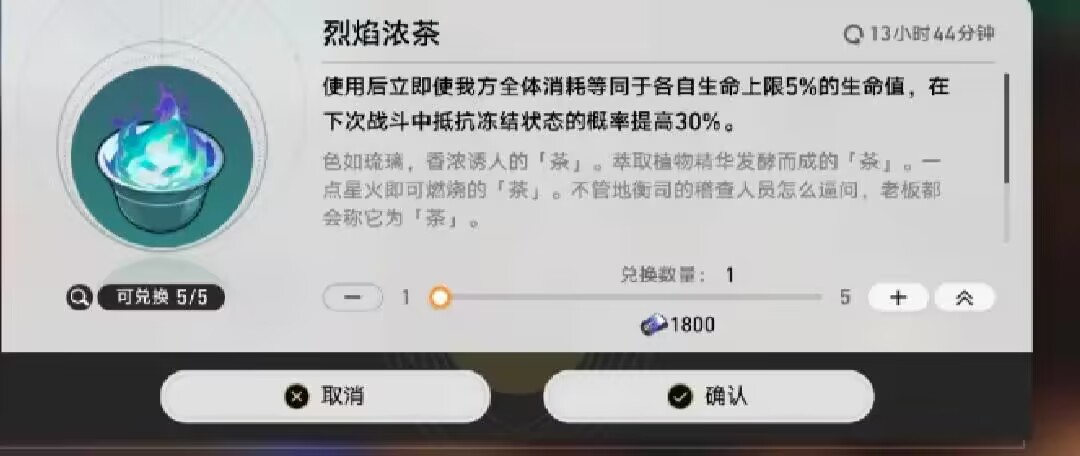 烈焰浓茶
13小时44分钟
使用后立即使我方全体消耗等同于各自生命上限5%的生命值，在
下次战斗中抵抗冻结状态的概率提高30%。
色如琉璃，香浓诱人的「茶」。萃取植物精华发酵而成的「茶」。一
点星火即可燃烧的「茶」。不管地衡司的稽查人员怎么逼问，老板都
会称它为「茶」。
可兑换 5/5
兑换数量： 1
1
5
1800
取消
确认